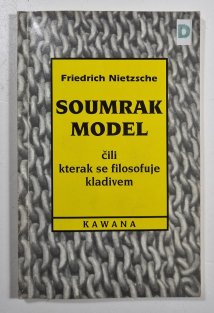 D
Friedrich Nietzsche
SOUMRAK
MODEL
čili
kterak se filosofuje
kladivem
KAWANA